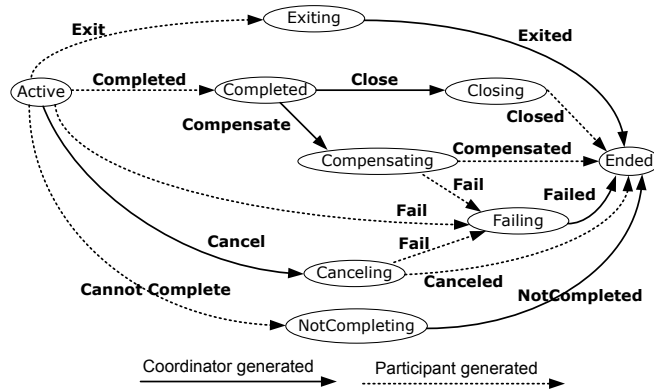 Exit
Exiting
Exited
Active
Completed
Completed
Close
Closing
Compensate
Closed
Compensating
Compensated
Ended
Fail
Failed
Fail
Failing
Cancel
Fail
Canceling
Canceled
Cannot Complete
NotCompleted
NotCompleting
Coordinator generated
Participant generated